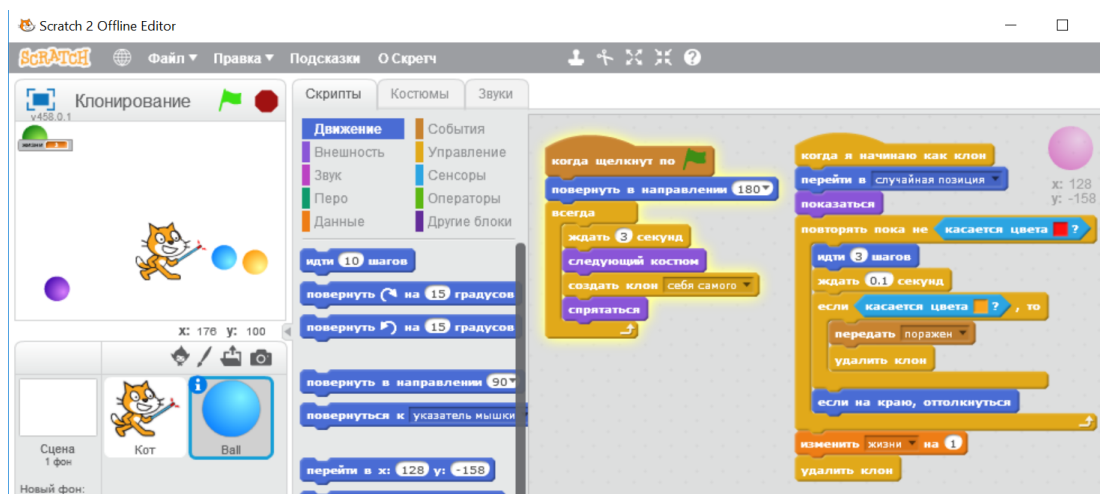 Scratch 2 Offline Editor
SCRATCH Файл Правка Подсказки О Скретч
Клонирование
v458.0.1
жизни
x: 176 y: 100
Сцена
1 фон
Кот
Ball
Новый фон:
Скрипты Костюмы Звуки
Движение События
Внешность Управление
Звук Сенсоры
Перо Операторы
Данные Другие блоки
идти 10 шагов
повернуть на 15 градусов
повернуть на 15 градусов
повернуть в направлении 90
повернуться к указатель мышки
перейти в x: 128 y: -158
когда щелкнут по
повернуть в направлении 180
всегда
ждать 3 секунд
следующий костюм
создать клон себя самого
спрятаться
когда я начинаю как клон
перейти в случайная позиция
показаться
повторять пока не касается цвета ?
идти 3 шагов
ждать 0.1 секунд
если касается цвета ? , то
передать поражен
удалить клон
если на краю, оттолкнуться
изменить жизни на 1
удалить клон
x: 128
y: -158